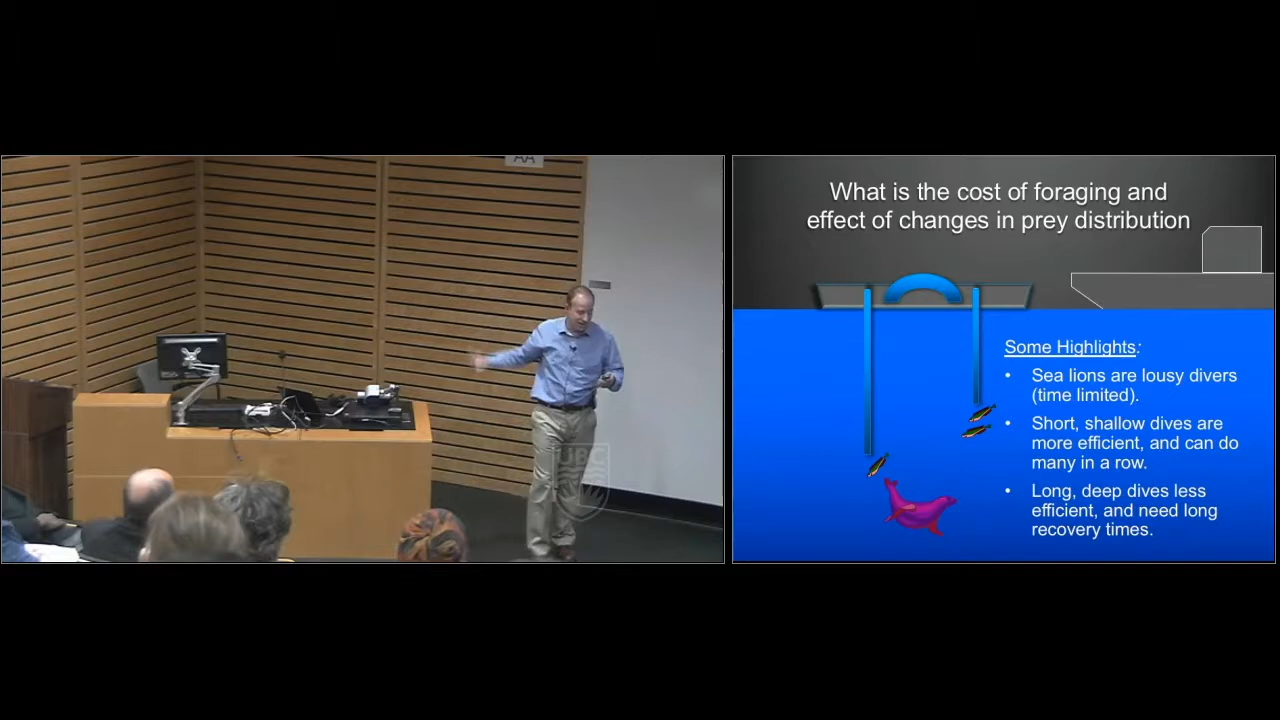 AA
What is the cost of foraging and
effect of changes in prey distribution
Some Highlights:
• Sea lions are lousy divers
(time limited).
• Short, shallow dives are
more efficient, and can do
many in a row.
• Long, deep dives less
efficient, and need long
recovery times.
UBC